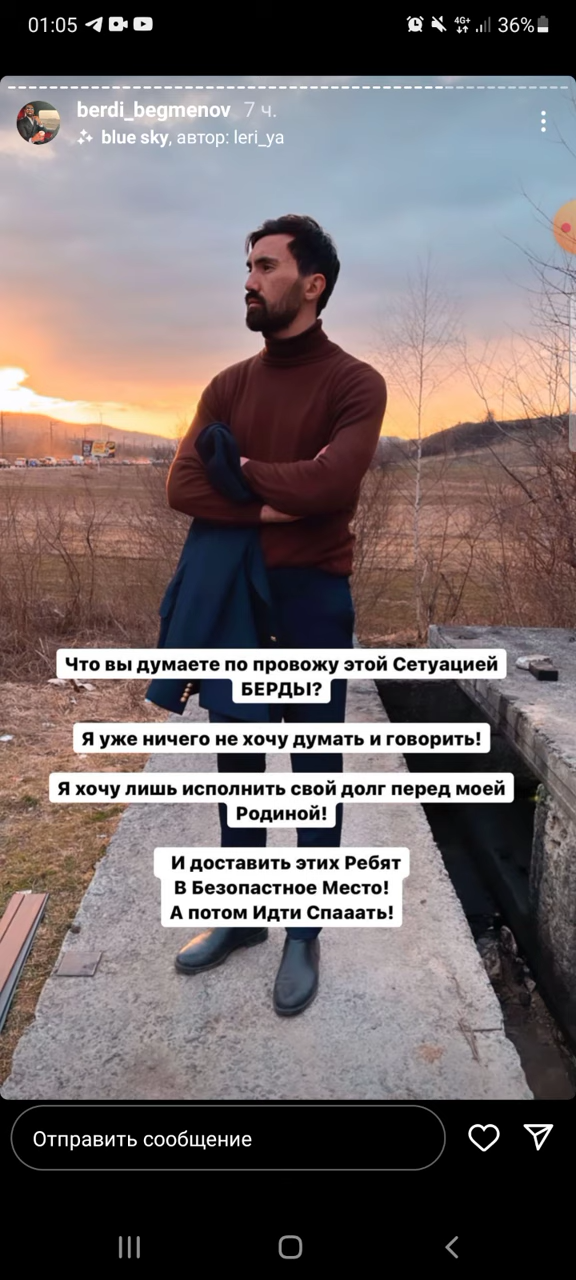 01:05
4G+
36%
berdi_begmenov 7 ч.
blue sky, автор: leri_ya
Что вы думаете по провожу этой Сетуацией
БЕРДЫ?
Я уже ничего не хочу думать и говорить!
Я хочу лишь исполнить свой долг перед моей
Родиной!
И доставить этих Ребят
В Безопастное Место!
А потом Идти Спааать!
Отправить сообщение